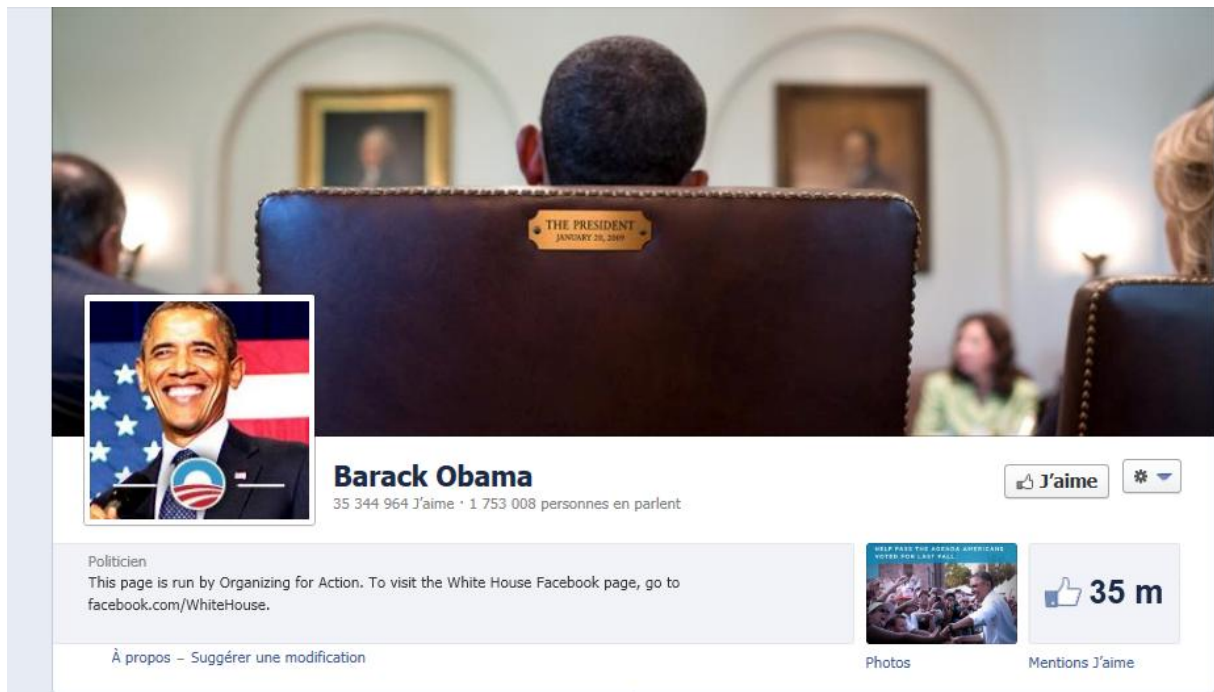 THE PRESIDENT
JANUARY 20, 2009
Barack Obama
J'aime
35 344 964 J'aime · 1 753 008 personnes en parlent
Politicien
This page is run by Organizing for Action. To visit the White House Facebook page, go to
facebook.com/WhiteHouse.
HELP PASS THE AGENDA AMERICANS
VOTED FOR LAST FALL
35 m
À propos – Suggérer une modification
Photos
Mentions J'aime